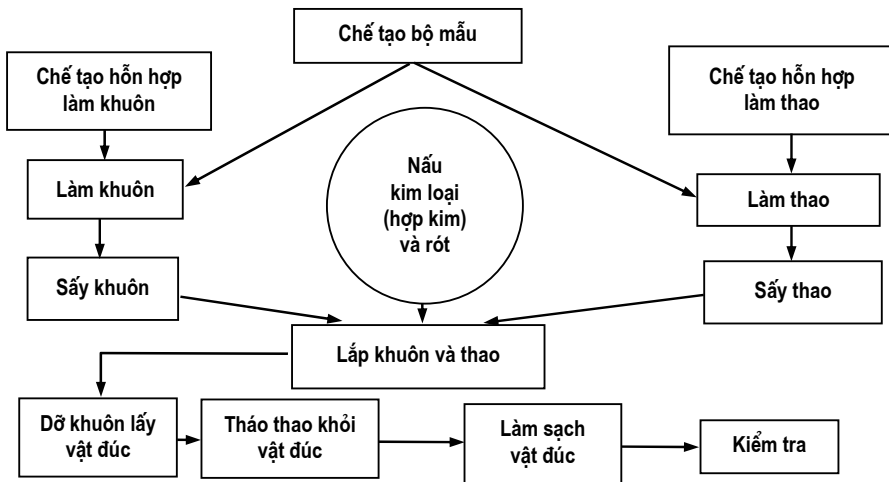 Chế tạo bộ mẫu
Chế tạo hỗn hợp
làm khuôn
Chế tạo hỗn hợp
làm thao
Nấu
kim loại
(hợp kim)
và rót
Làm khuôn
Làm thao
Sấy khuôn
Sấy thao
Lắp khuôn và thao
Dỡ khuôn lấy
vật đúc
Tháo thao khỏi
vật đúc
Làm sạch
vật đúc
Kiểm tra